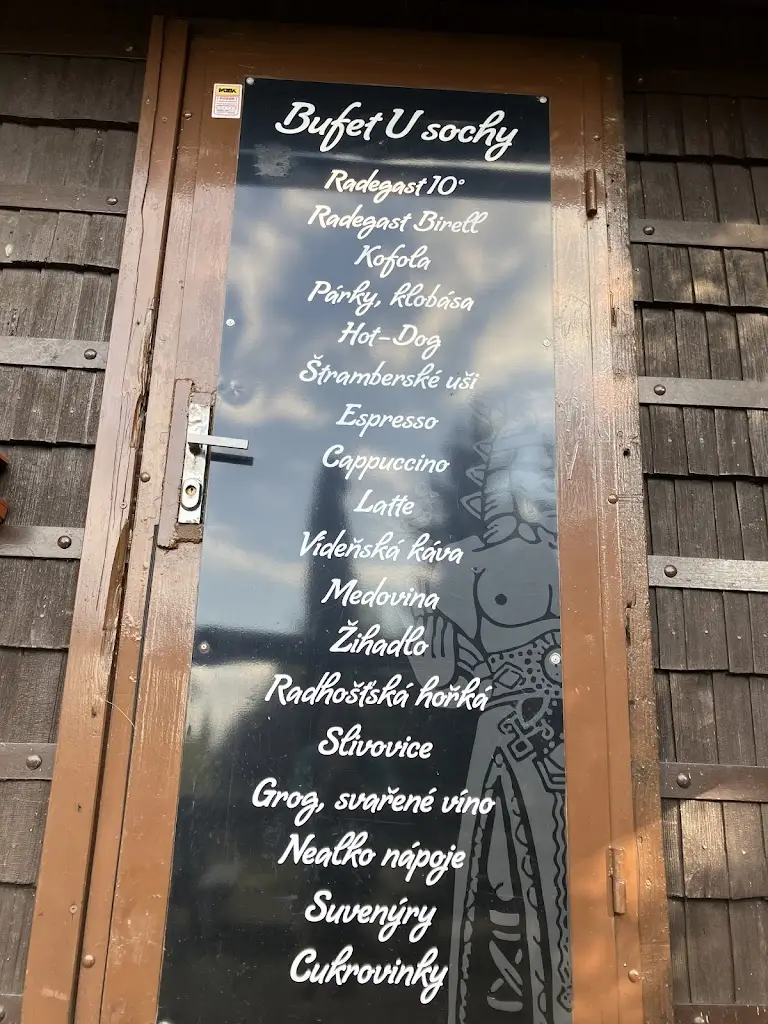 Bufet U sochy
Radegast 10°
Radegast Birell
Kofola
Párky, klobása
Hot-Dog
Štramberské uši
Espresso
Cappuccino
Latte
Vídeňská káva
Medovina
Žihadlo
Radhošťská hořká
Slivovice
Grog, svařené víno
Nealko nápoje
Suvenýry
Cukrovinky